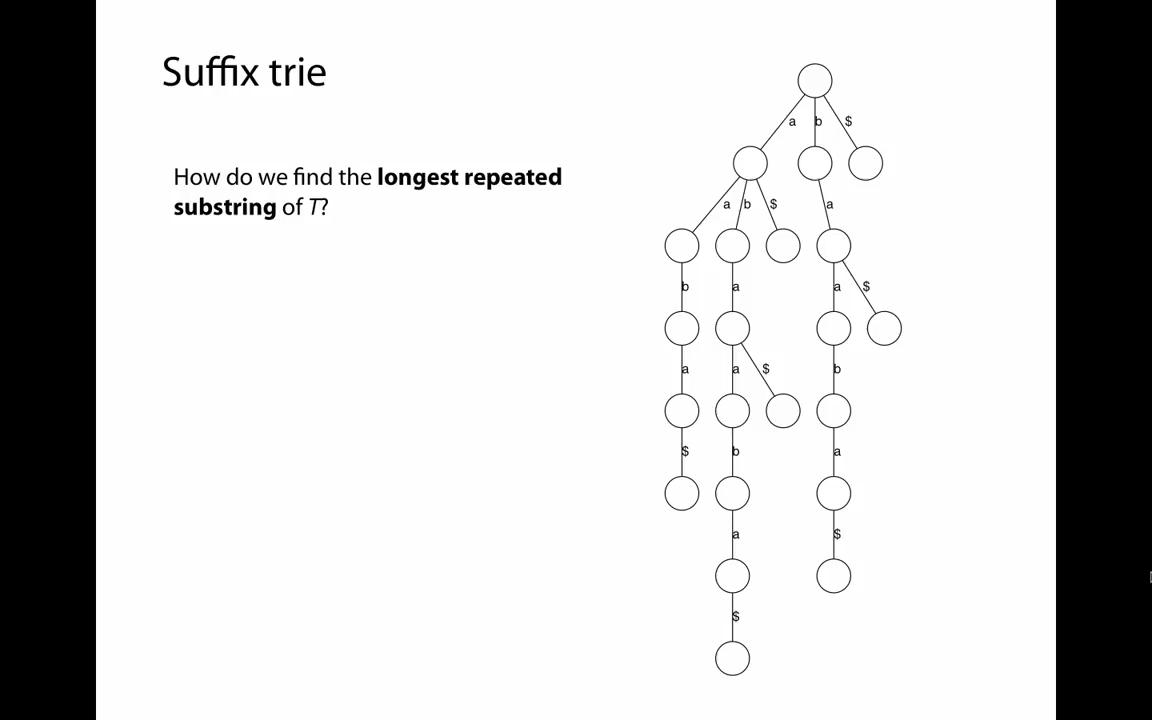 Suffix trie
How do we find the longest repeated
substring of T?
a b $
a b $ a
b a a $
a a $ b
$ b a
a $
$